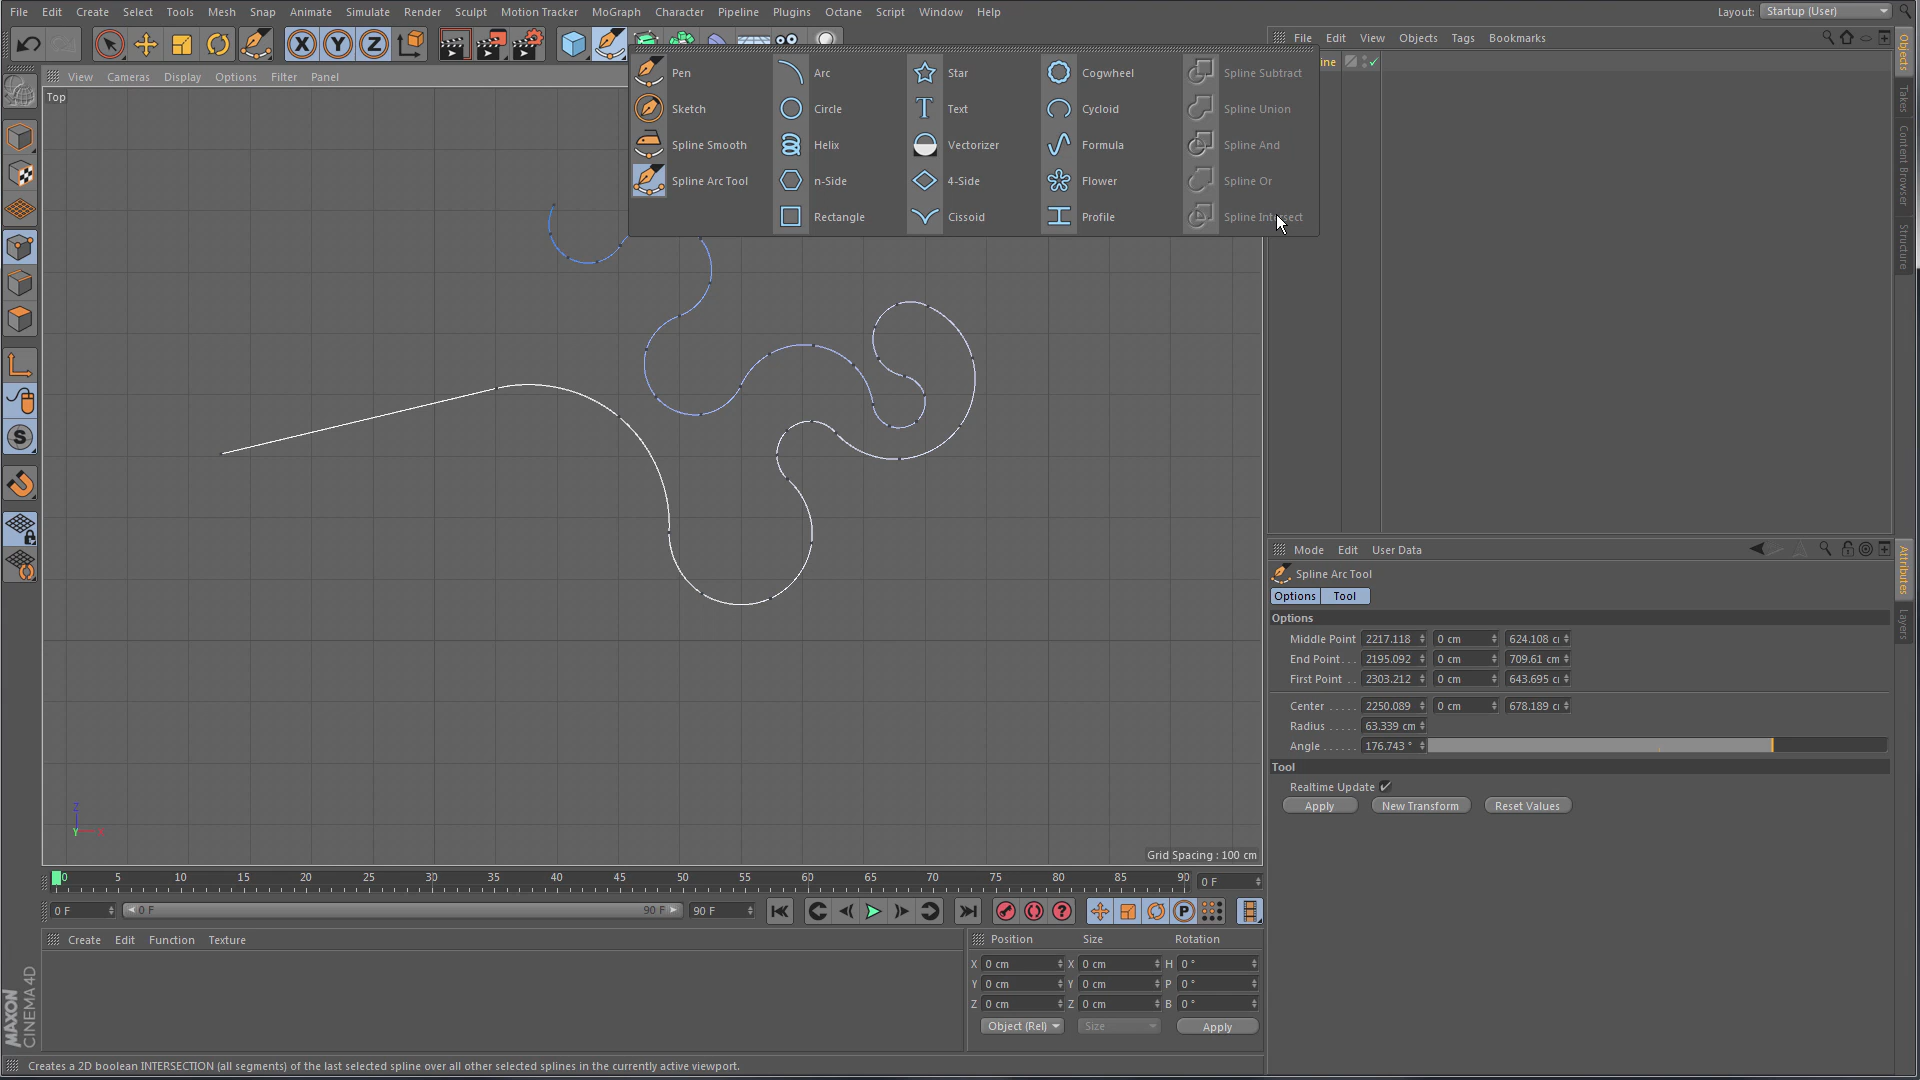 File Edit Create Select Tools Mesh Snap Animate Simulate Render Sculpt Motion Tracker MoGraph Character Pipeline Plugins Octane Script Window Help
Layout: Startup (User)
X Y Z
File Edit View Objects Tags Bookmarks
View Cameras Display Options Filter Panel
Top
Pen
Sketch
Spline Smooth
Spline Arc Tool
Arc
Circle
Helix
n-Side
Rectangle
Star
Text
Vectorizer
4-Side
Cissoid
Cogwheel
Cycloid
Formula
Flower
Profile
Spline Subtract
Spline Union
Spline And
Spline Or
Spline Intersect
ine
Objects
Takes
Content Browser
Structure
Attributes
Layers
Mode Edit User Data
Spline Arc Tool
Options Tool
Options
Middle Point 2217.118 0 cm 624.108 c
End Point. . . 2195.092 0 cm 709.61 cm
First Point . . 2303.212 0 cm 643.695 c
Center . . . . . 2250.089 0 cm 678.189 c
Radius . . . . . 63.339 cm
Angle . . . . . . 176.743 °
Tool
Realtime Update ✓
Apply New Transform Reset Values
Z
Y X
Grid Spacing : 100 cm
0 5 10 15 20 25 30 35 40 45 50 55 60 65 70 75 80 85 90 0 F
0 F 0 F 90 F 90 F
P
Create Edit Function Texture
Position Size Rotation
X 0 cm X 0 cm H 0 °
Y 0 cm Y 0 cm P 0 °
Z 0 cm Z 0 cm B 0 °
Object (Rel) Size Apply
MAXON
CINEMA 4D
Creates a 2D boolean INTERSECTION (all segments) of the last selected spline over all other selected splines in the currently active viewport.